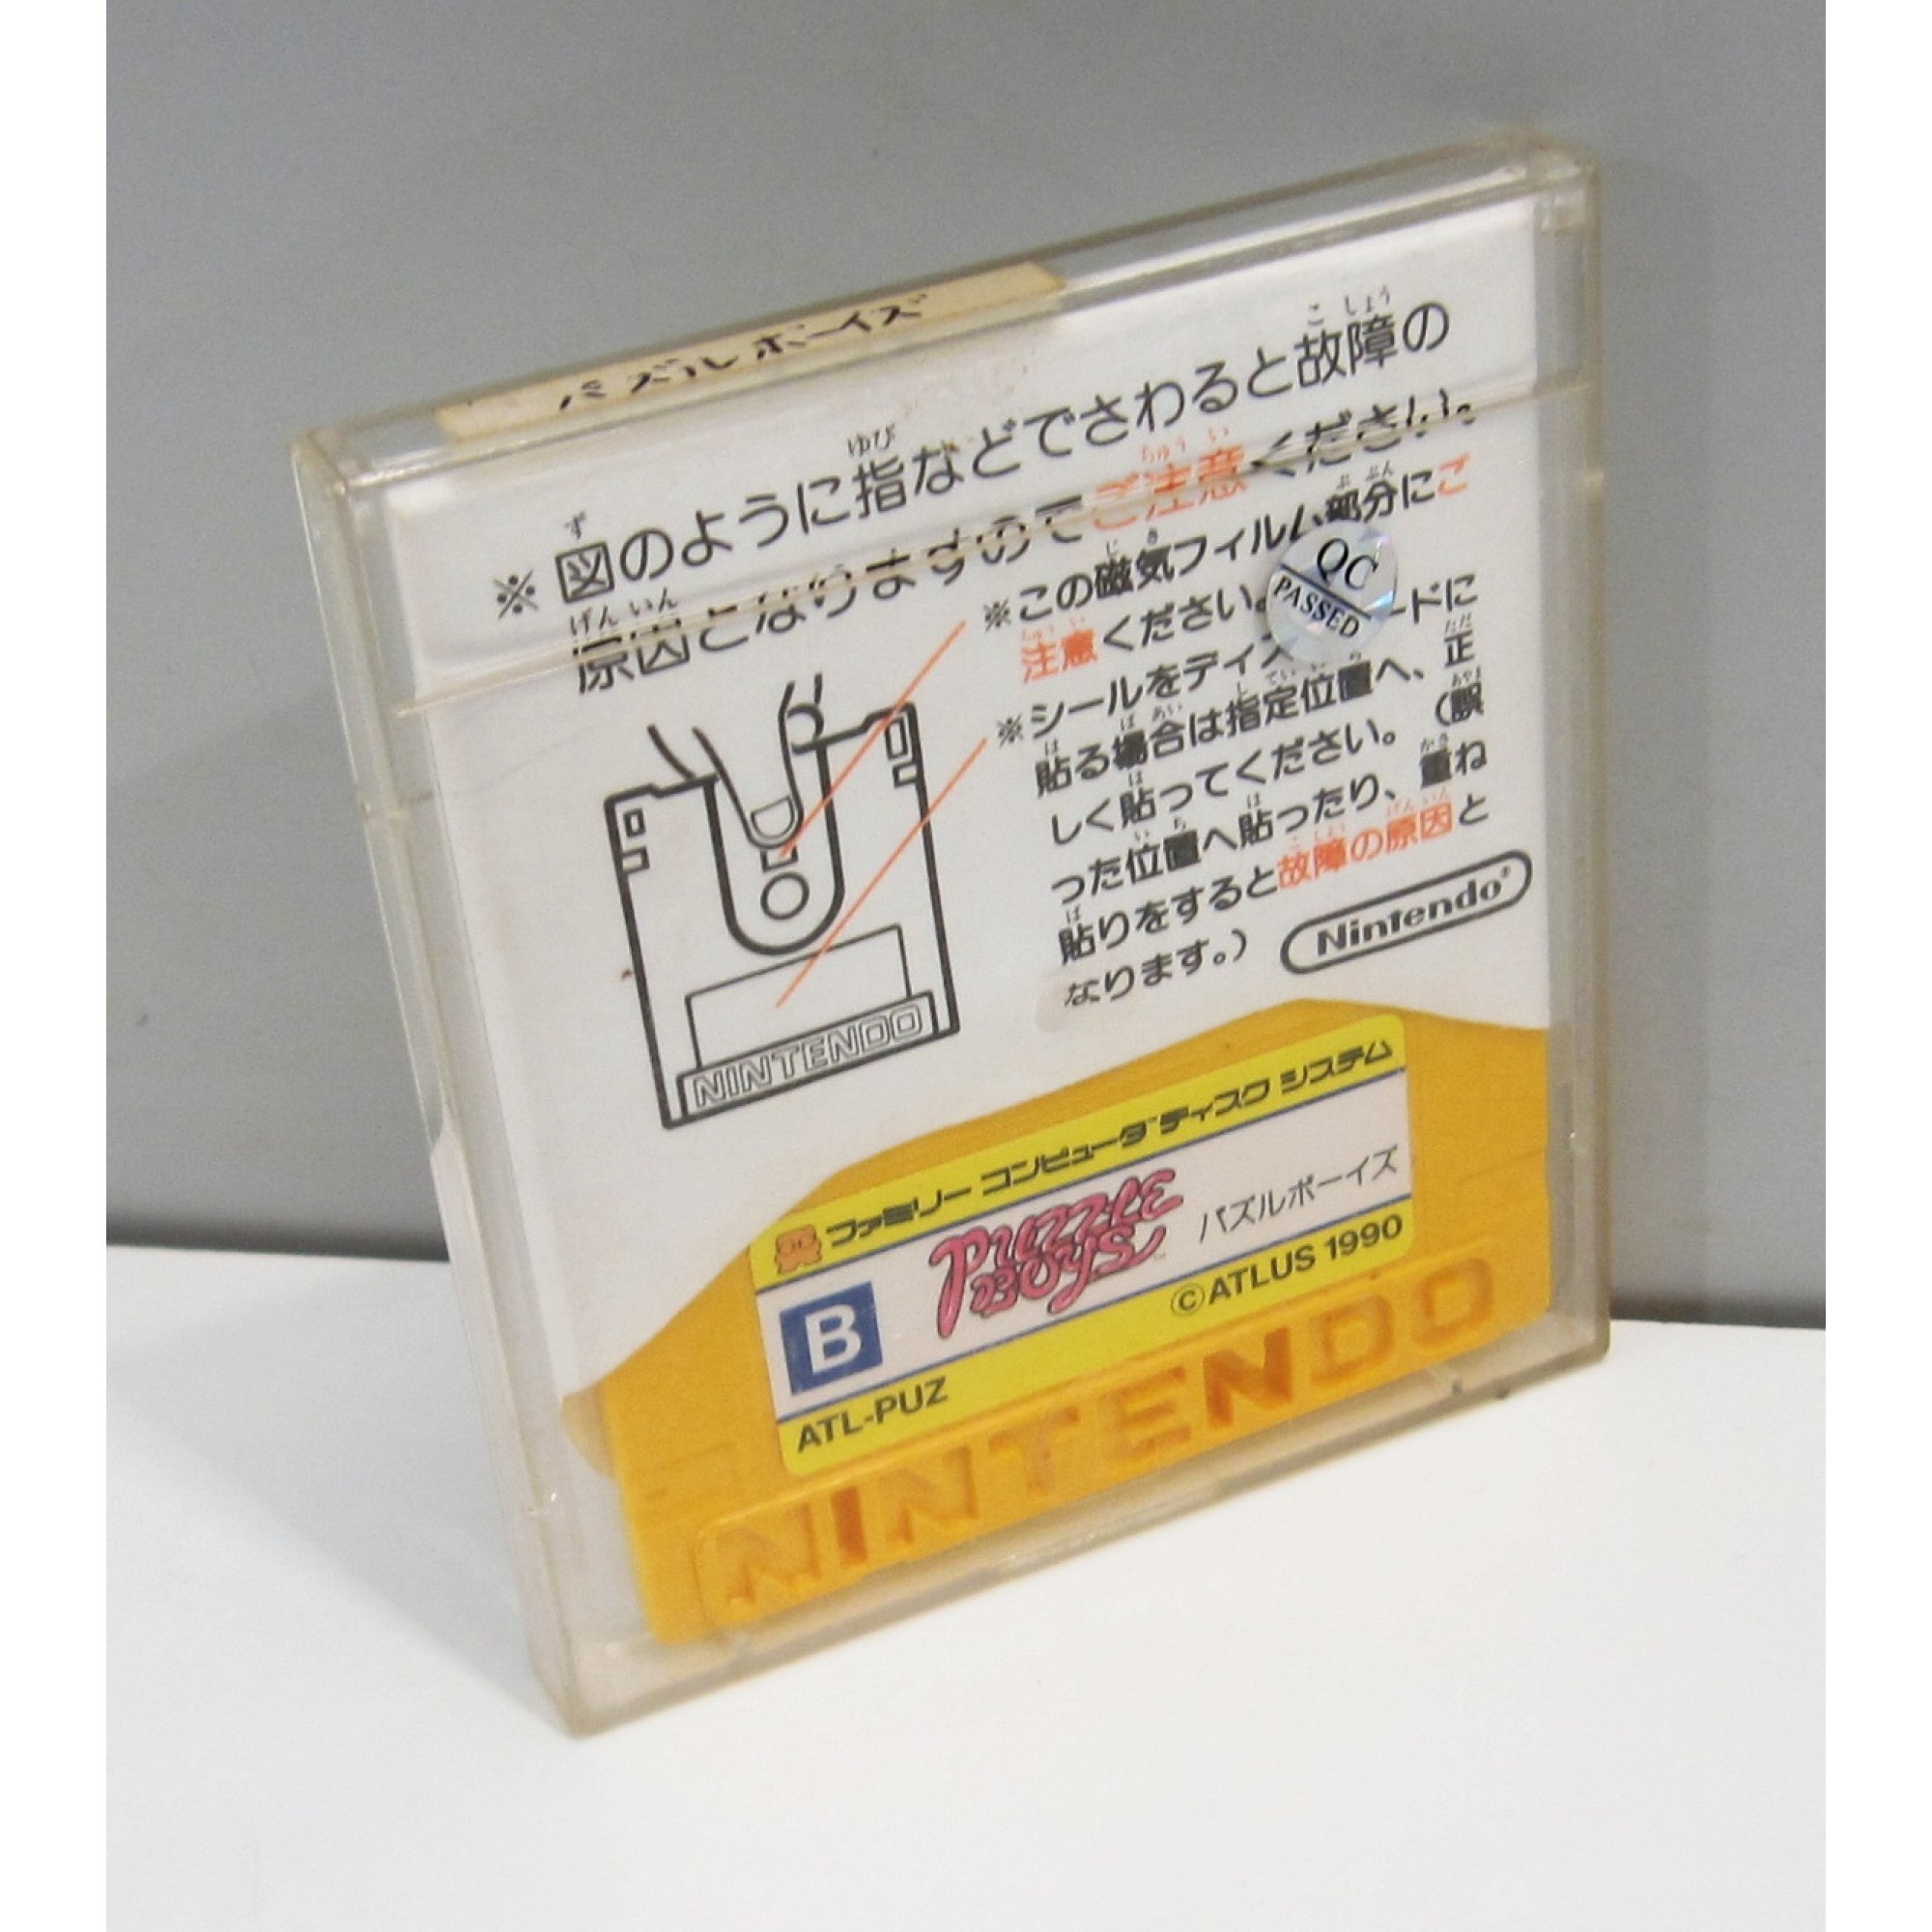 パズルボーイズ
※図のように指などでさわると故障の
原因となりますのでご注意ください。
※この磁気フィルム部分にご
注意ください。
QC
PASSED
※シールをディスクカードに
貼る場合は指定位置へ、正
しく貼ってください。(誤
った位置へ貼ったり、重ね
貼りをすると故障の原因と
なります。)
Nintendo®
NINTENDO
ファミリー コンピュータ ディスク システム
B
PUZZLE BOYS™
パズルボーイズ
©ATLUS 1990
ATL-PUZ
NINTENDO